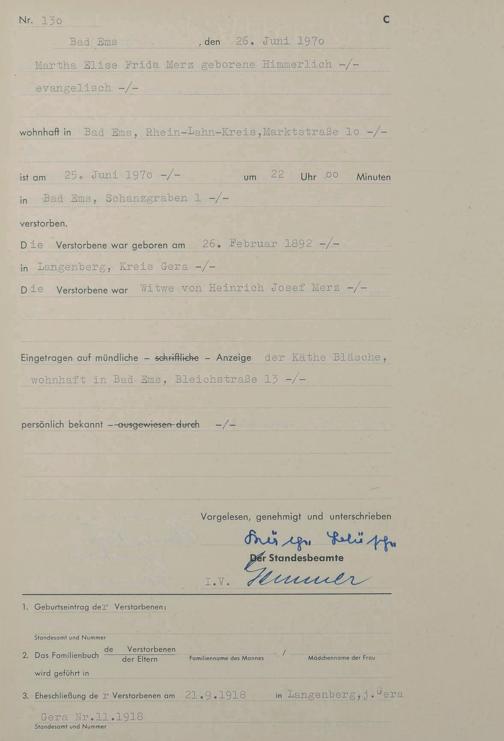 Nr. 130 C
Bad Ems , den 26. Juni 1970
Martha Elise Frida Merz geborene Himmerlich -/-
evangelisch -/-
wohnhaft in Bad Ems, Rhein-Lahn-Kreis,Marktstraße 10 -/-
ist am 25. Juni 1970 -/- um 22 Uhr 00 Minuten
in Bad Ems, Schanzgraben 1 -/-
verstorben.
Die Verstorbene war geboren am 26. Februar 1892 -/-
in Langenberg, Kreis Gera -/-
Die Verstorbene war Witwe von Heinrich Josef Merz -/-
Eingetragen auf mündliche – schriftliche – Anzeige der Käthe Bläsche,
wohnhaft in Bad Ems, Bleichstraße 13 -/-
persönlich bekannt – ausgewiesen durch -/-
Vorgelesen, genehmigt und unterschrieben
Der Standesbeamte
I.V.
1. Geburtseintrag der Verstorbenen:
Standesamt und Nummer
2. Das Familienbuch de Verstorbenen
der Eltern Familienname des Mannes / Mädchenname der Frau
wird geführt in
3. Eheschließung der Verstorbenen am 21.9.1918 in Langenberg,j.Gera
Gera Nr.11.1918
Standesamt und Nummer